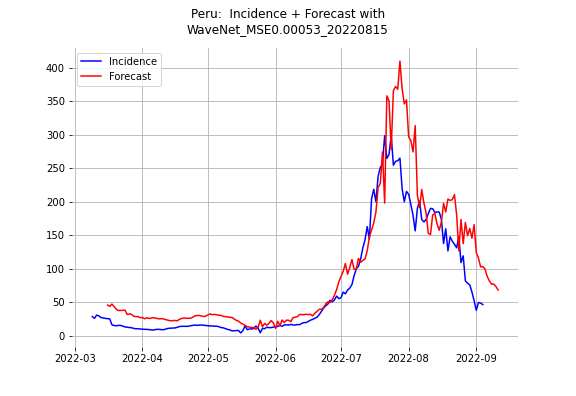 Peru:  Incidence + Forecast with
WaveNet_MSE0.00053_20220815
Incidence
Forecast
400
350
300
250
200
150
100
50
0
2022-03 2022-04 2022-05 2022-06 2022-07 2022-08 2022-09